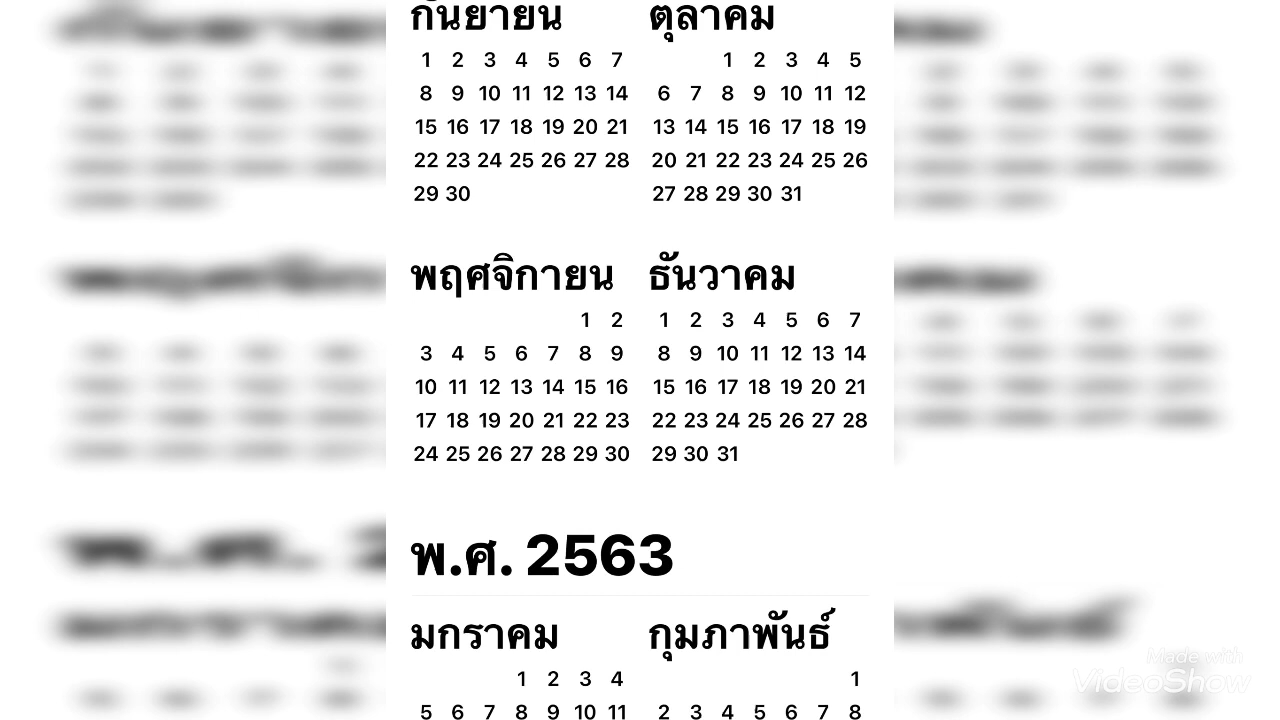 กันยายน
1 2 3 4 5 6 7
8 9 10 11 12 13 14
15 16 17 18 19 20 21
22 23 24 25 26 27 28
29 30
ตุลาคม
1 2 3 4 5
6 7 8 9 10 11 12
13 14 15 16 17 18 19
20 21 22 23 24 25 26
27 28 29 30 31
พฤศจิกายน
1 2
3 4 5 6 7 8 9
10 11 12 13 14 15 16
17 18 19 20 21 22 23
24 25 26 27 28 29 30
ธันวาคม
1 2 3 4 5 6 7
8 9 10 11 12 13 14
15 16 17 18 19 20 21
22 23 24 25 26 27 28
29 30 31
พ.ศ. 2563
มกราคม
1 2 3 4
5 6 7 8 9 10 11
กุมภาพันธ์
1
2 3 4 5 6 7 8
Made with
VideoShow